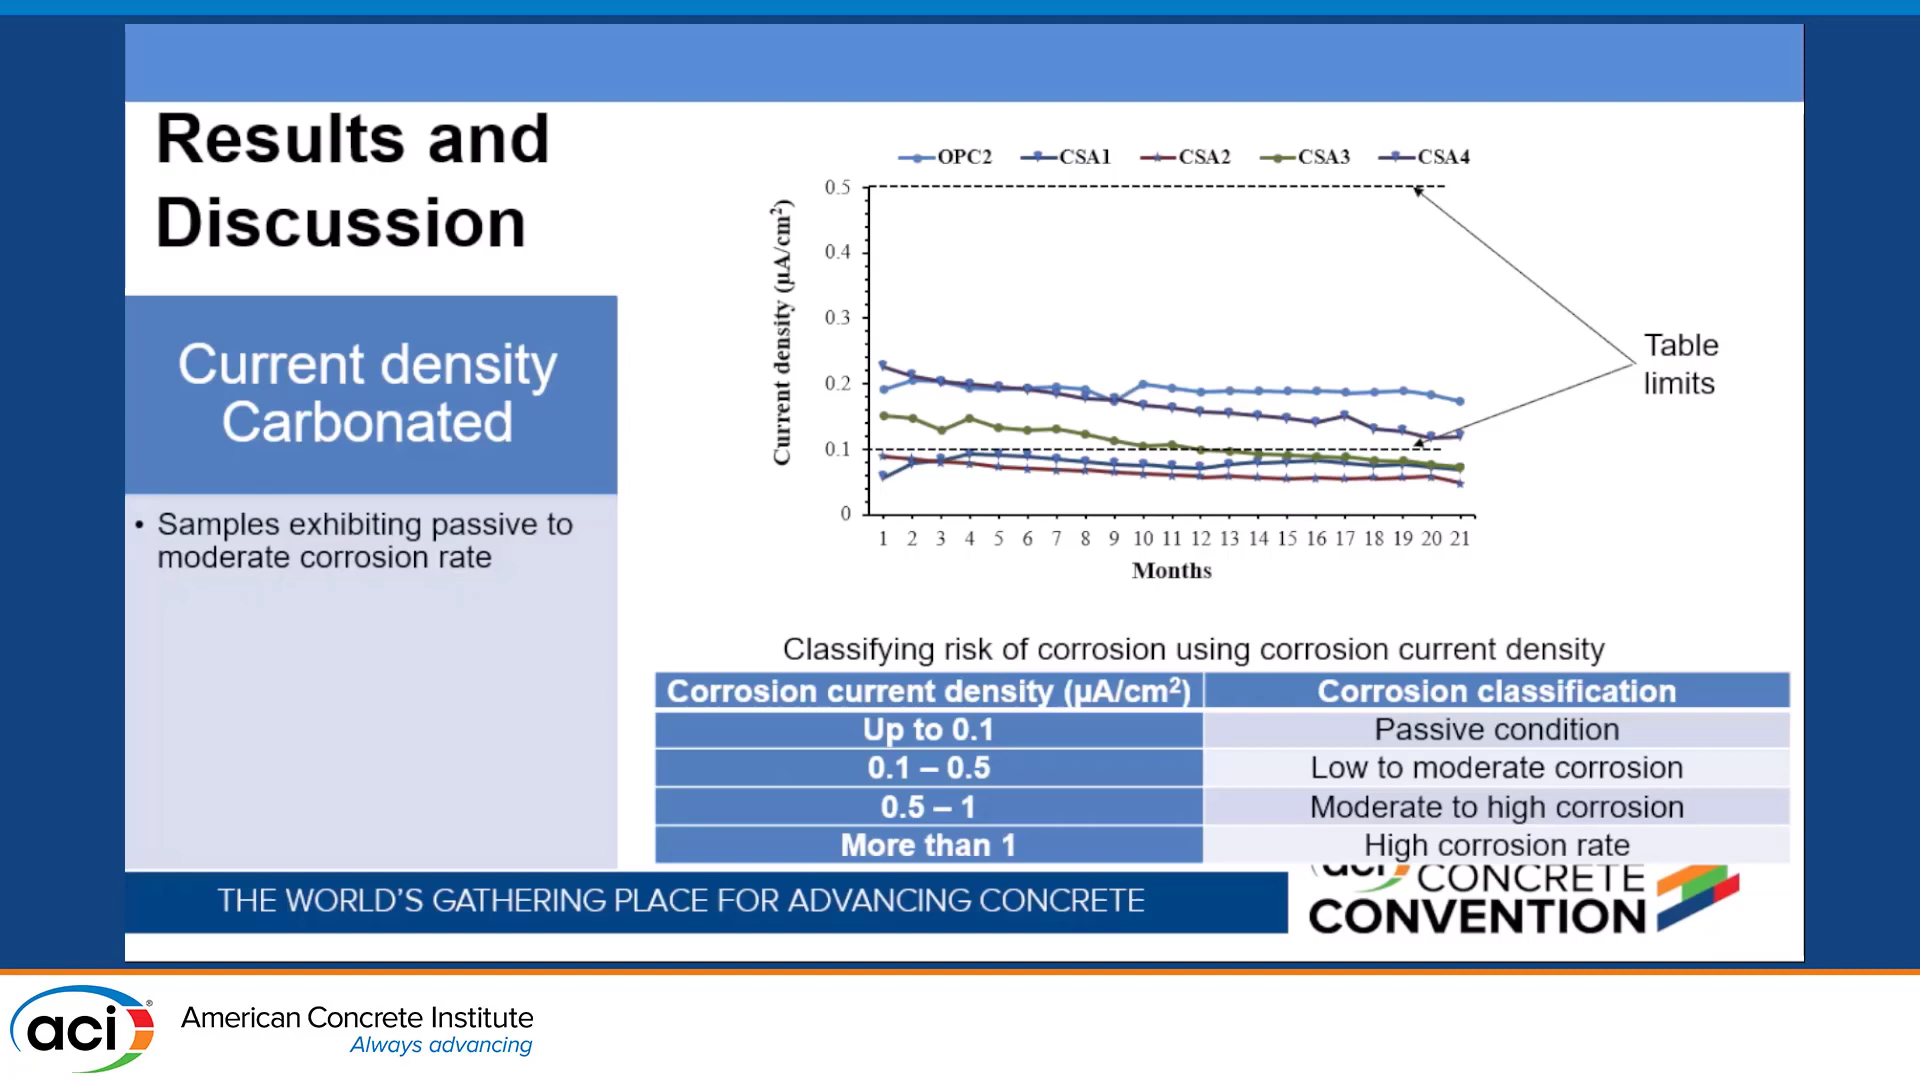 Results and
Discussion
Current density
Carbonated
• Samples exhibiting passive to
moderate corrosion rate
OPC2 CSA1 CSA2 CSA3 CSA4
Current density (µA/cm²)
0.5
0.4
0.3
0.2
0.1
0
1 2 3 4 5 6 7 8 9 10 11 12 13 14 15 16 17 18 19 20 21
Months
Table
limits
Classifying risk of corrosion using corrosion current density
Corrosion current density (µA/cm²) Corrosion classification
Up to 0.1 Passive condition
0.1 – 0.5 Low to moderate corrosion
0.5 – 1 Moderate to high corrosion
More than 1 High corrosion rate
THE WORLD'S GATHERING PLACE FOR ADVANCING CONCRETE
aci CONCRETE
CONVENTION
aci®
American Concrete Institute
Always advancing